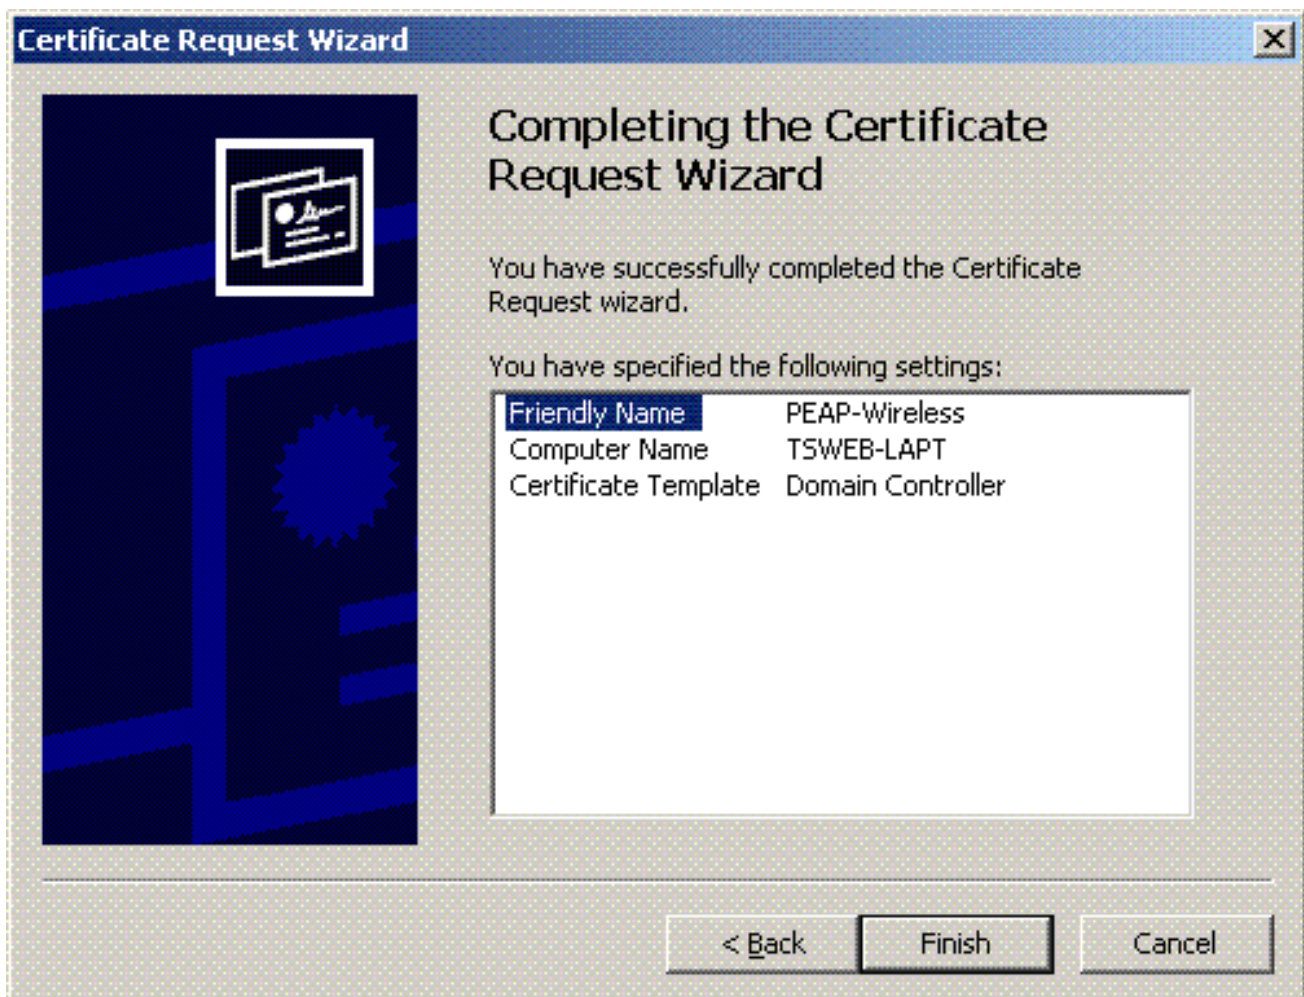 Certificate Request Wizard
Completing the Certificate
Request Wizard
You have successfully completed the Certificate
Request wizard.
You have specified the following settings:
Friendly Name PEAP-Wireless
Computer Name TSWEB-LAPT
Certificate Template Domain Controller
< Back Finish Cancel